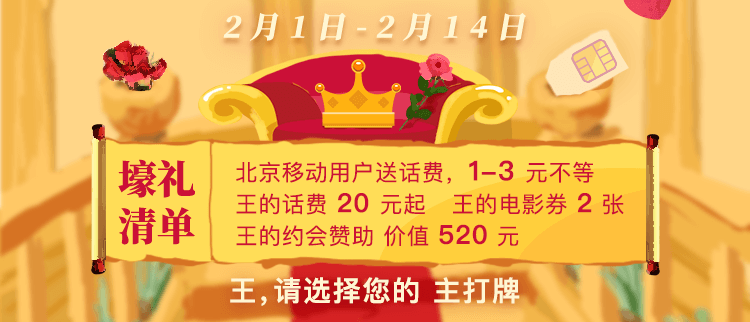 2月1日-2月14日
壕礼
清单
北京移动用户送话费，1-3 元不等
王的话费 20 元起 王的电影券 2 张
王的约会赞助 价值 520 元
王，请选择您的 主打牌